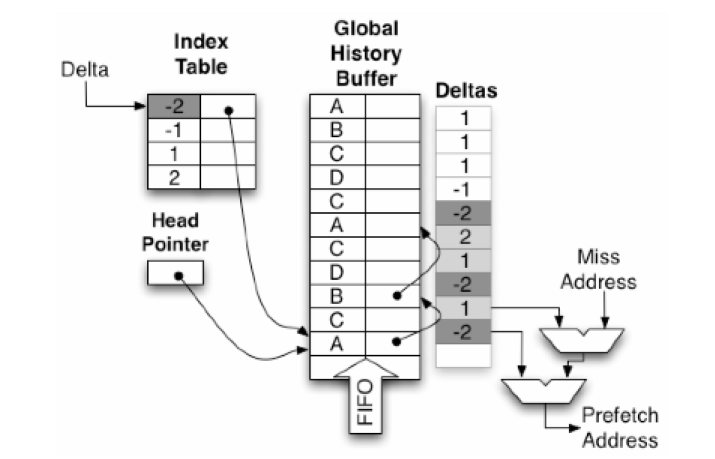 Delta
Index
Table
-2
-1
1
2
Head
Pointer
Global
History
Buffer
A
B
C
D
C
A
C
D
B
C
A
FIFO
Deltas
1
1
1
-1
-2
2
1
-2
1
-2
Miss
Address
Prefetch
Address